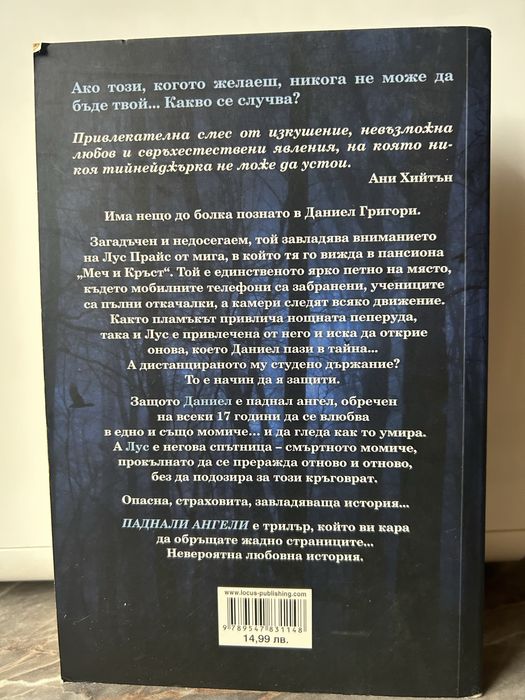 Ако този, когото желаеш, никога не може да
бъде твой... Какво се случва?
Привлекателна смес от изкушение, невъзможна
любов и свръхестествени явления, на която ни-
коя тийнейджърка не може да устои.
Ани Хийтън
Има нещо до болка познато в Даниел Григори.
Загадъчен и недосегаем, той завладява вниманието
на Лус Прайс от мига, в който тя го вижда в пансиона
„Меч и Кръст“. Той е единственото ярко петно на място,
където мобилните телефони са забранени, учениците
са пълни откачалки, а камери следят всяко движение.
Както пламъкът привлича нощната пеперуда,
така и Лус е привлечена от него и иска да открие
онова, което Даниел пази в тайна...
А дистанцираното му студено държание?
То е начин да я защити.
Защото Даниел е паднал ангел, обречен
на всеки 17 години да се влюбва
в едно и също момиче... и да гледа как то умира.
А Лус е негова спътница – смъртното момиче,
прокълнато да се преражда отново и отново,
без да подозира за този кръговрат.
Опасна, страховита, завладяваща история...
ПАДНАЛИ АНГЕЛИ е трилър, който ви кара
да обръщате жадно страниците...
Невероятна любовна история.
www.locus-publishing.com
9 789547 831148
14,99 лв.